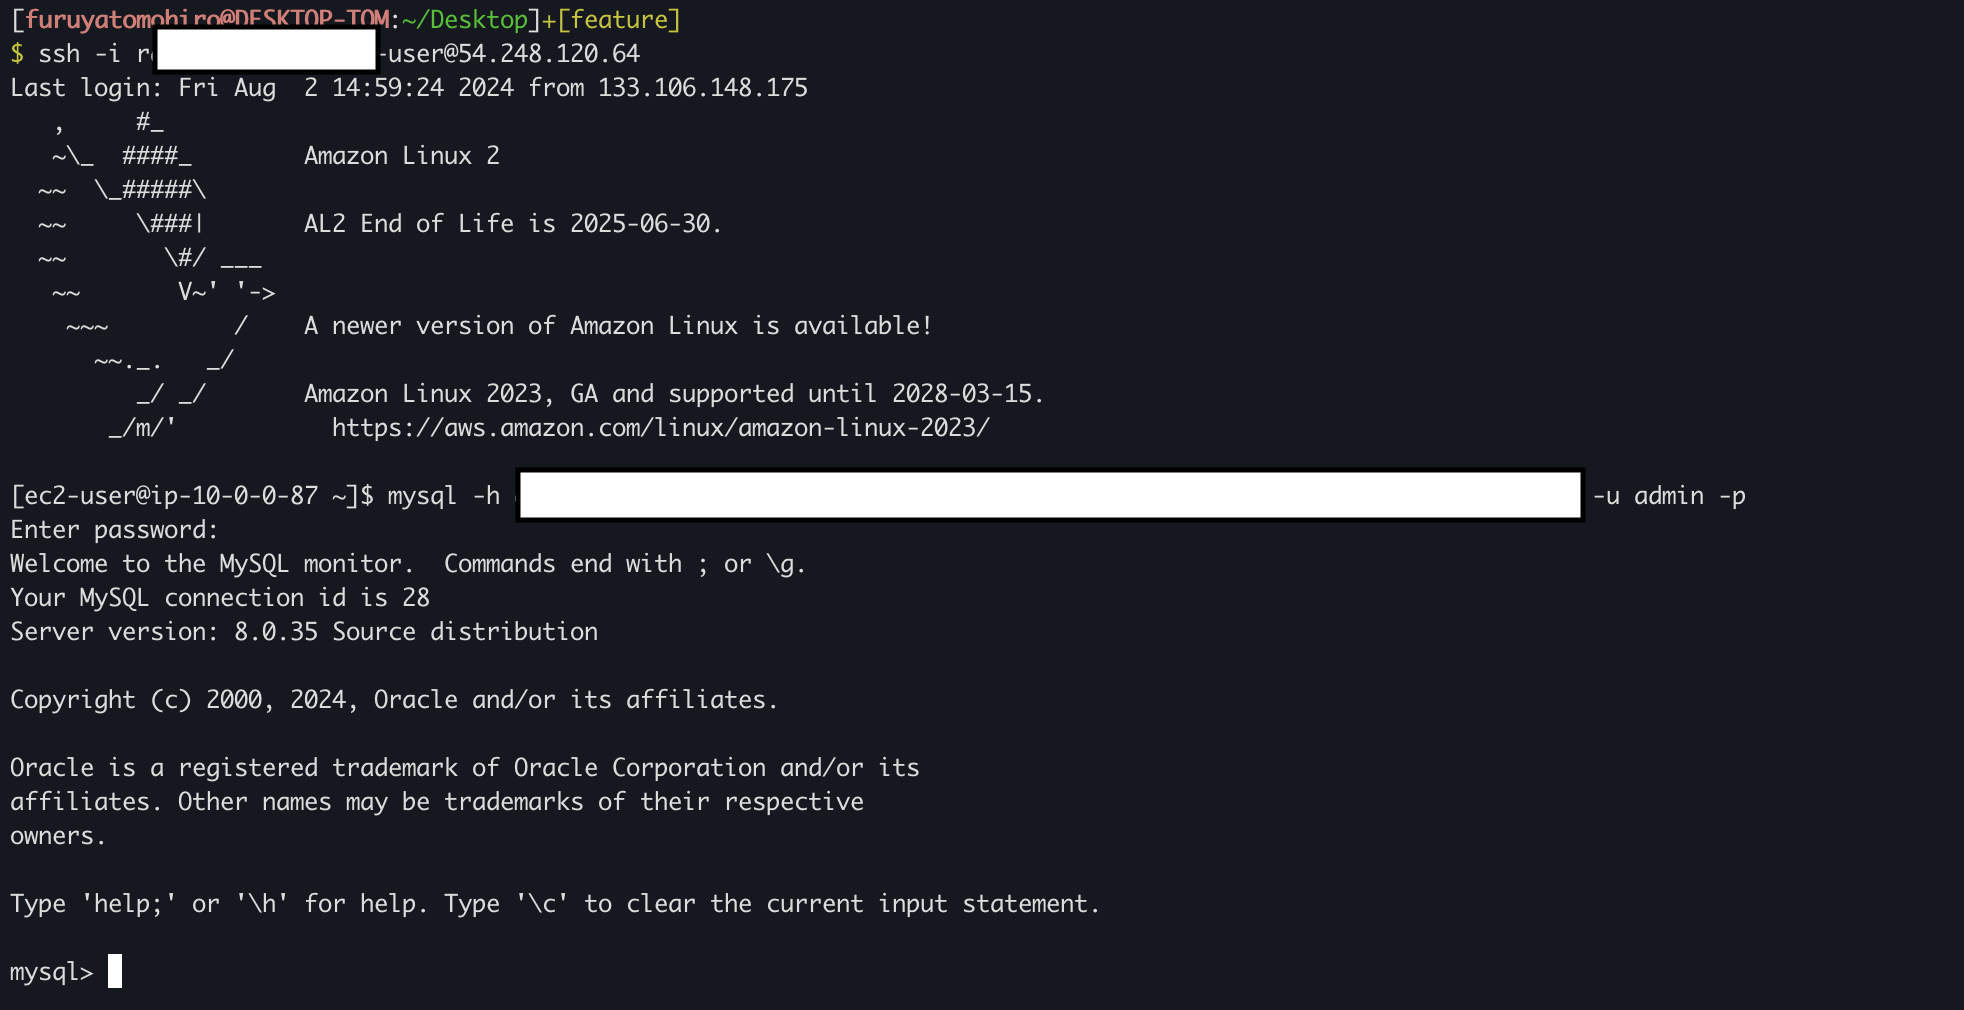 [furuyatomohiro@DESKTOP-TOM:~/Desktop]+[feature]
$ ssh -i -user@54.248.120.64
Last login: Fri Aug  2 14:59:24 2024 from 133.106.148.175
   ,     #_
   ~\_  ####_        Amazon Linux 2
  ~~  \_#####\
  ~~     \###|       AL2 End of Life is 2025-06-30.
  ~~       \#/ ___
   ~~       V~' '->
    ~~~         /    A newer version of Amazon Linux is available!
      ~~._.   _/
         _/ _/       Amazon Linux 2023, GA and supported until 2028-03-15.
       _/m/'           https://aws.amazon.com/linux/amazon-linux-2023/
[ec2-user@ip-10-0-0-87 ~]$ mysql -h -u admin -p
Enter password:
Welcome to the MySQL monitor.  Commands end with ; or \g.
Your MySQL connection id is 28
Server version: 8.0.35 Source distribution
Copyright (c) 2000, 2024, Oracle and/or its affiliates.
Oracle is a registered trademark of Oracle Corporation and/or its
affiliates. Other names may be trademarks of their respective
owners.
Type 'help;' or '\h' for help. Type '\c' to clear the current input statement.
mysql>